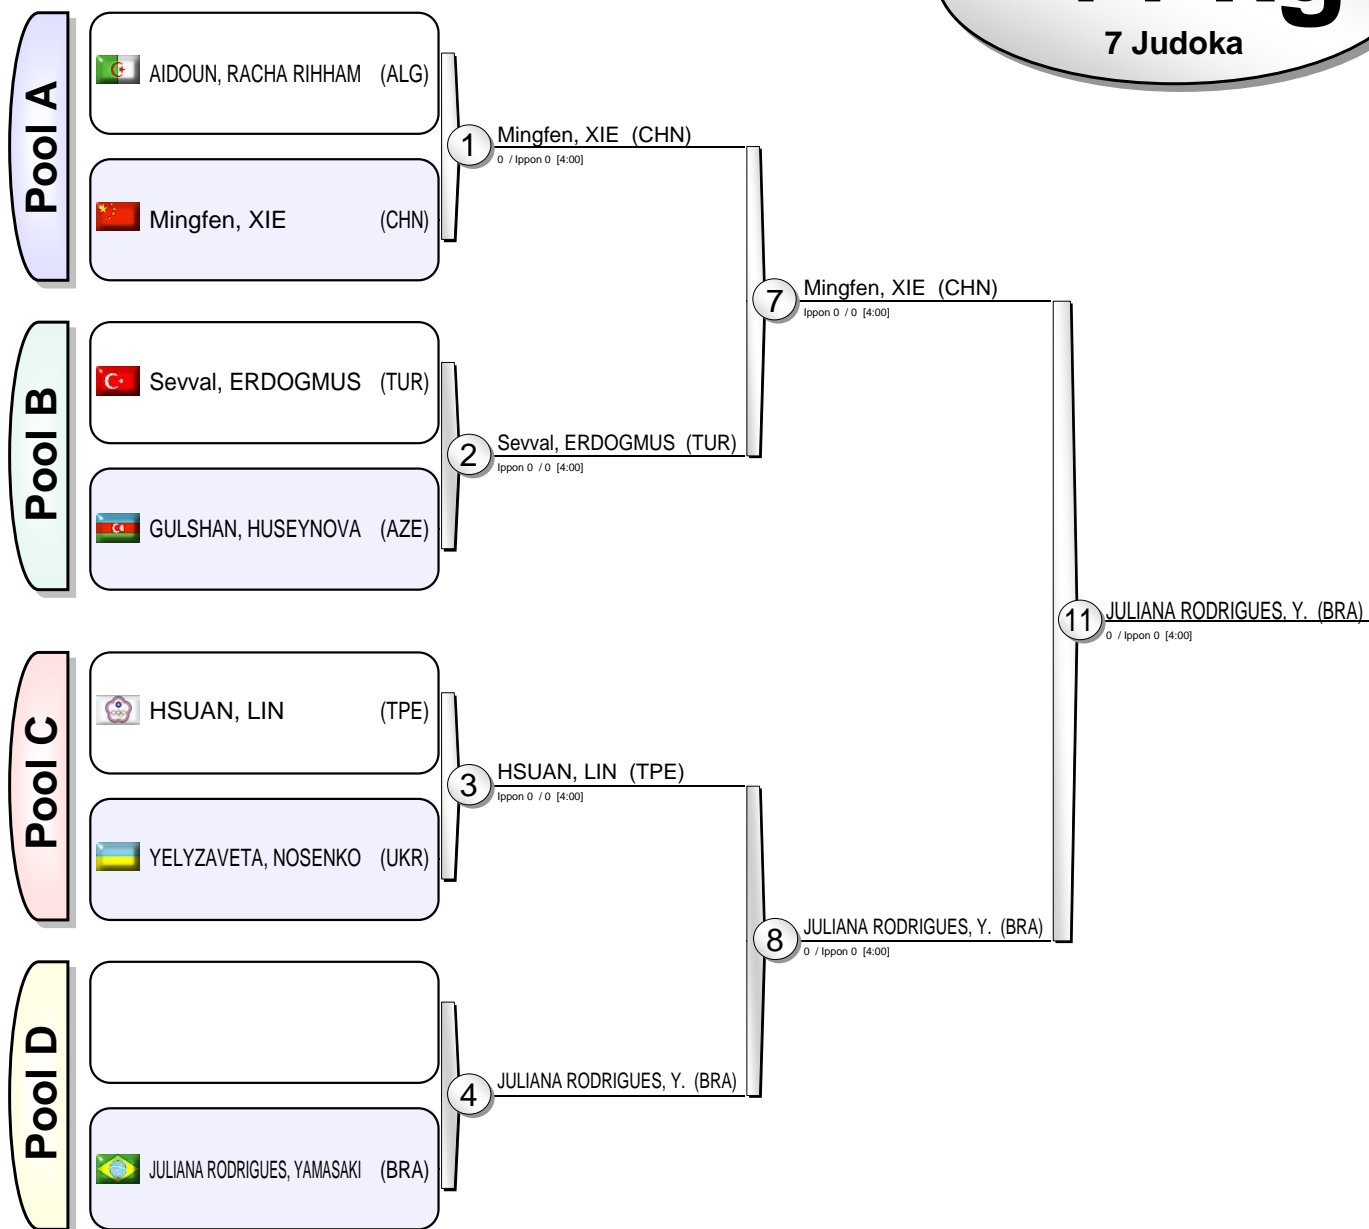 7 Judoka
Pool A
AIDOUN, RACHA RIHHAM (ALG)
Mingfen, XIE (CHN)
1
Mingfen, XIE (CHN)
0 / Ippon 0 [4:00]
7
Mingfen, XIE (CHN)
Ippon 0 / 0 [4:00]
Pool B
Sevval, ERDOGMUS (TUR)
GULSHAN, HUSEYNOVA (AZE)
2
Sevval, ERDOGMUS (TUR)
Ippon 0 / 0 [4:00]
11
JULIANA RODRIGUES, Y. (BRA)
0 / Ippon 0 [4:00]
Pool C
HSUAN, LIN (TPE)
YELYZAVETA, NOSENKO (UKR)
3
HSUAN, LIN (TPE)
Ippon 0 / 0 [4:00]
8
JULIANA RODRIGUES, Y. (BRA)
0 / Ippon 0 [4:00]
Pool D
4
JULIANA RODRIGUES, Y. (BRA)
JULIANA RODRIGUES, YAMASAKI (BRA)